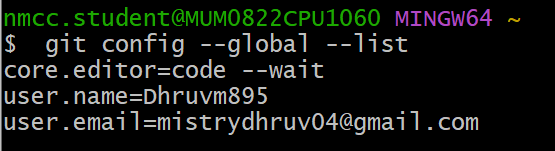 nmcc.student@MUM0822CPU1060 MINGW64 ~
$  git config --global --list
core.editor=code --wait
user.name=Dhruvm895
user.email=mistrydhruv04@gmail.com